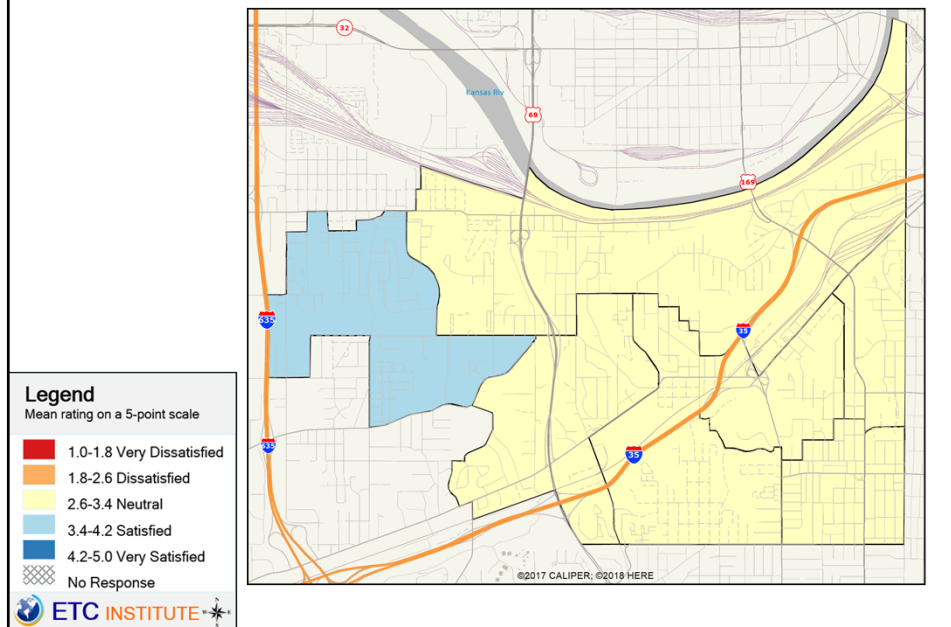 32
Kansas Riv
69
169
635
35
635
35
Legend
Mean rating on a 5-point scale
1.0-1.8 Very Dissatisfied
1.8-2.6 Dissatisfied
2.6-3.4 Neutral
3.4-4.2 Satisfied
4.2-5.0 Very Satisfied
No Response
©2017 CALIPER; ©2018 HERE
ETC INSTITUTE